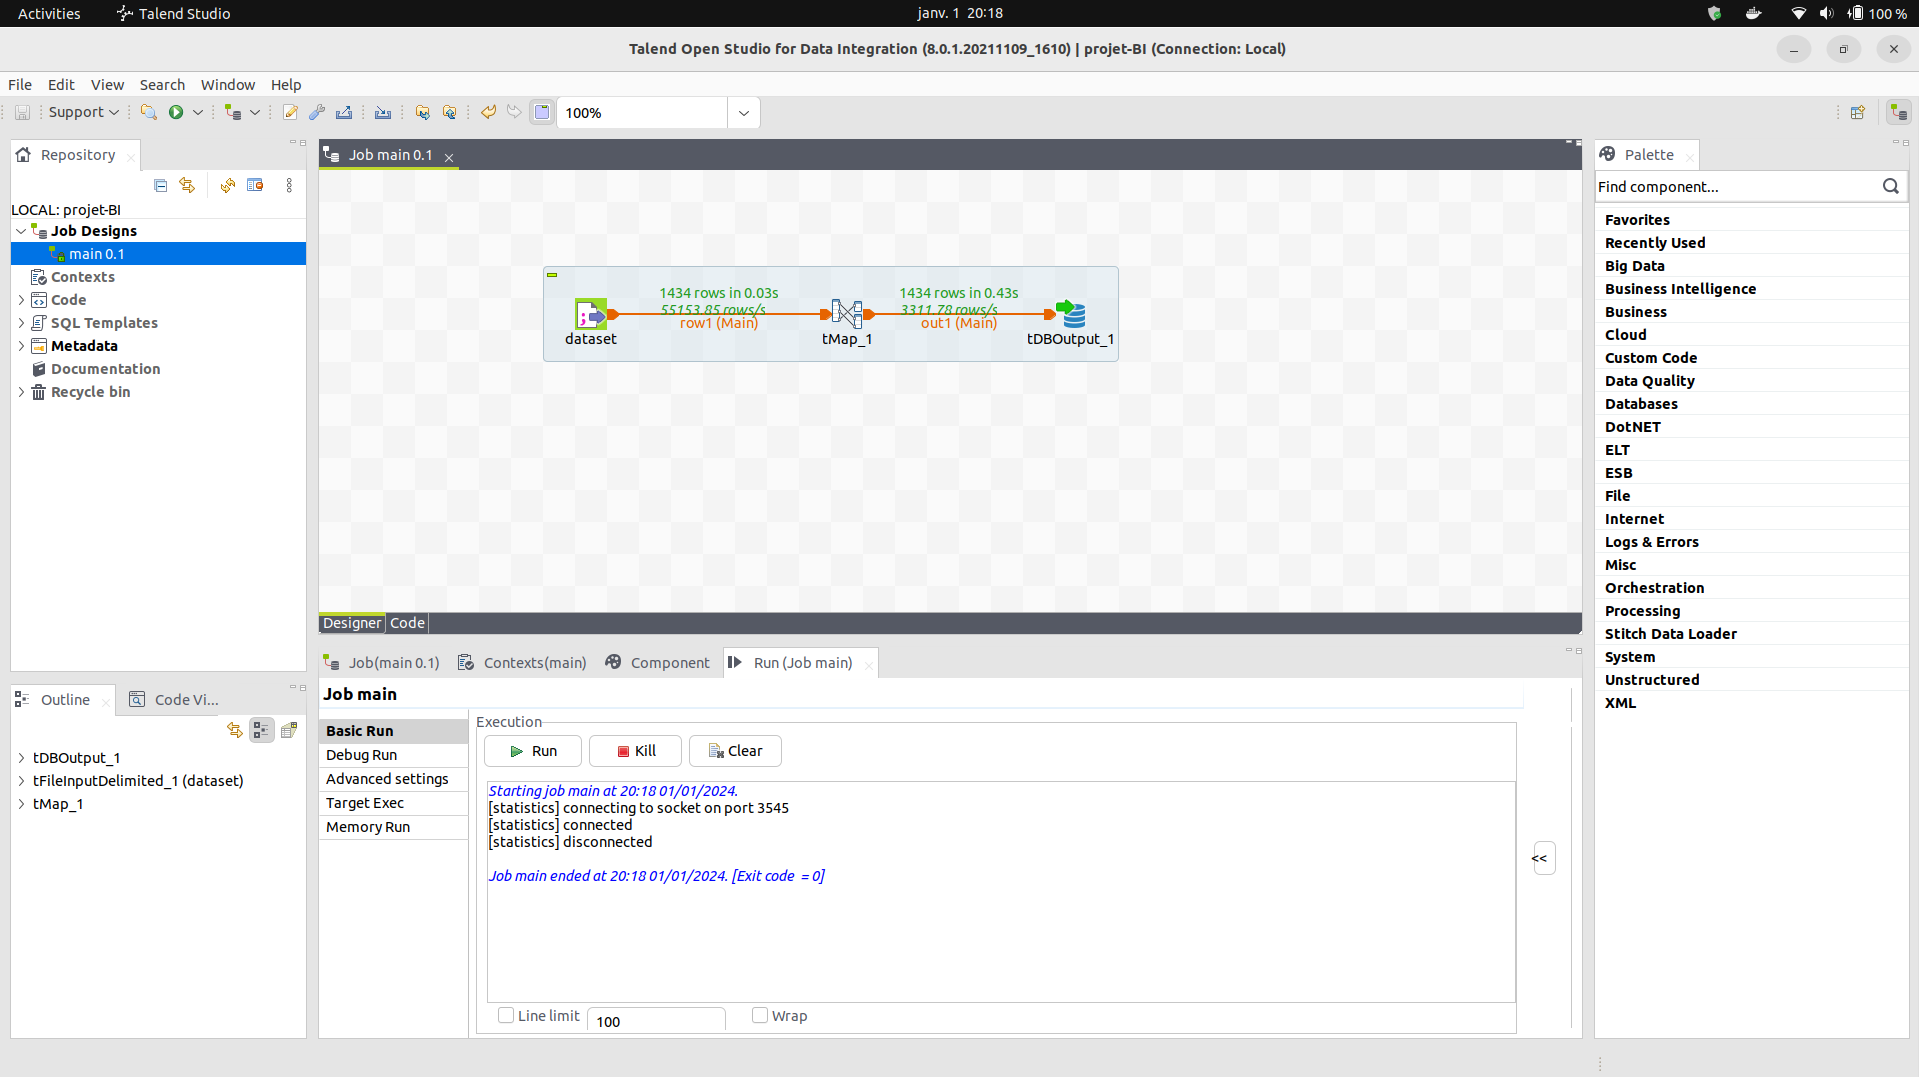 Activities Talend Studio janv. 1 20:18 100 %
Talend Open Studio for Data Integration (8.0.1.20211109_1610) | projet-BI (Connection: Local)
File Edit View Search Window Help
Support 100%
Repository
LOCAL: projet-BI
Job Designs
main 0.1
Contexts
Code
SQL Templates
Metadata
Documentation
Recycle bin
Job main 0.1
1434 rows in 0.03s
55153.85 rows/s
row1 (Main)
1434 rows in 0.43s
3311.78 rows/s
out1 (Main)
dataset
tMap_1
tDBOutput_1
Designer Code
Palette
Find component...
Favorites
Recently Used
Big Data
Business Intelligence
Business
Cloud
Custom Code
Data Quality
Databases
DotNET
ELT
ESB
File
Internet
Logs & Errors
Misc
Orchestration
Processing
Stitch Data Loader
System
Unstructured
XML
Outline Code Vi...
tDBOutput_1
tFileInputDelimited_1 (dataset)
tMap_1
Job(main 0.1) Contexts(main) Component Run (Job main)
Job main
Basic Run
Debug Run
Advanced settings
Target Exec
Memory Run
Execution
Run Kill Clear
Starting job main at 20:18 01/01/2024.
[statistics] connecting to socket on port 3545
[statistics] connected
[statistics] disconnected
Job main ended at 20:18 01/01/2024. [Exit code = 0]
<<
Line limit 100 Wrap